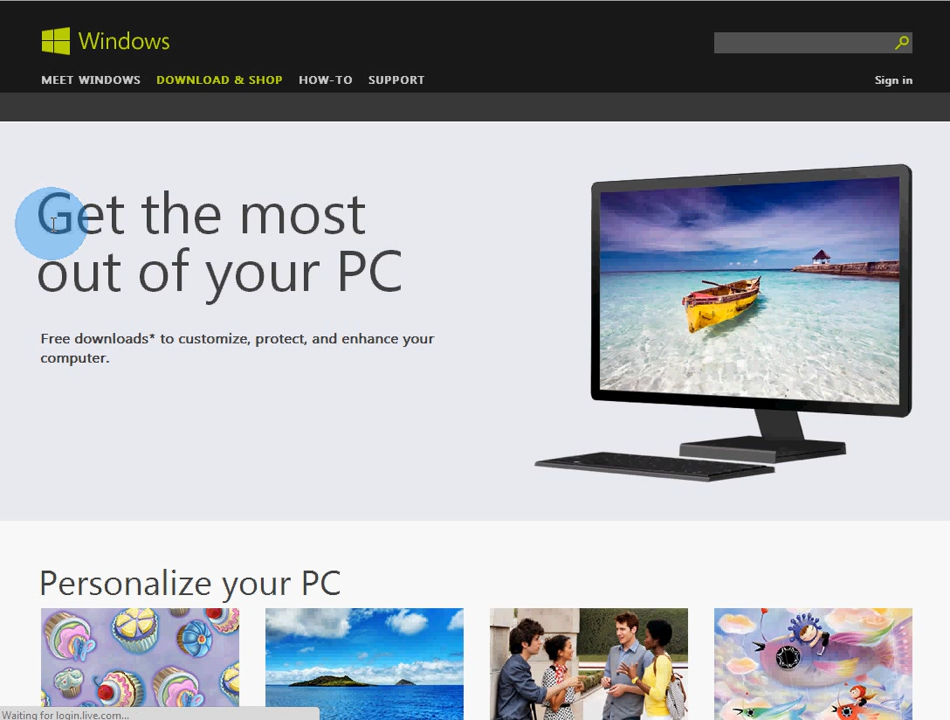 Windows
MEET WINDOWS DOWNLOAD & SHOP HOW-TO SUPPORT
Sign in
Get the most
out of your PC
Free downloads* to customize, protect, and enhance your
computer.
Personalize your PC
Waiting for login.live.com...